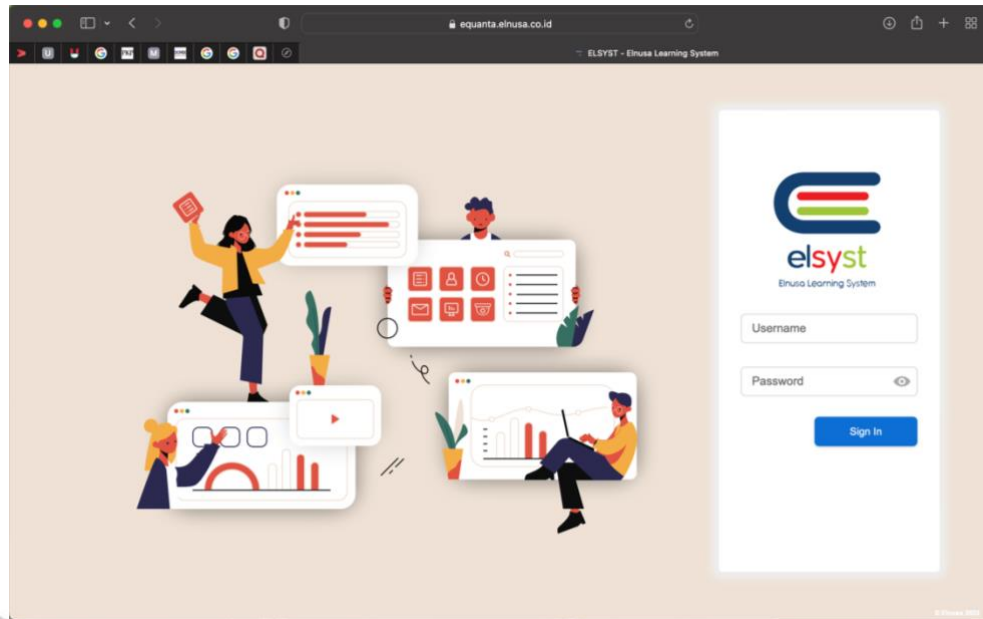 equanta.elnusa.co.id
ELSYST - Elnusa Learning System
elsyst
Elnusa Learning System
Username
Password
Sign In